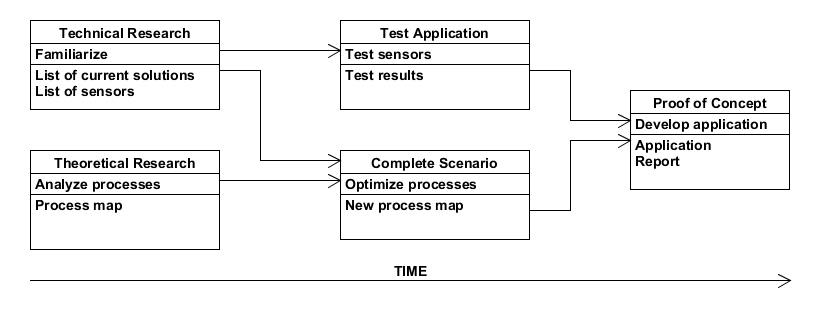 Technical Research
Familiarize
List of current solutions
List of sensors
Test Application
Test sensors
Test results
Proof of Concept
Develop application
Application
Report
Theoretical Research
Analyze processes
Process map
Complete Scenario
Optimize processes
New process map
TIME